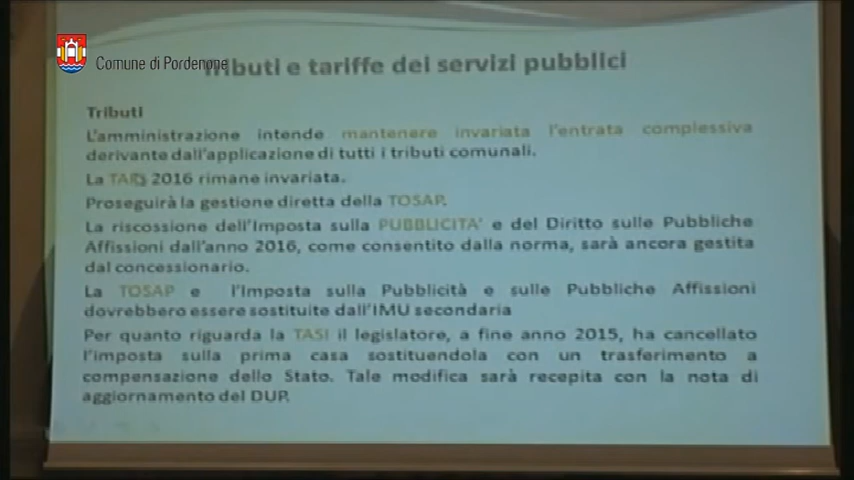 Comune di Pordenone
Tributi e tariffe dei servizi pubblici
Tributi
L'amministrazione intende mantenere invariata l'entrata complessiva
derivante dall'applicazione di tutti i tributi comunali.
La 2016 rimane invariata.
Proseguirà la gestione diretta della TOSAP.
La riscossione dell'Imposta sulla PUBBLICITA' e del Diritto sulle Pubbliche
Affissioni dall'anno 2016, come consentito dalla norma, sarà ancora gestita
dal concessionario.
La TOSAP e l'Imposta sulla Pubblicità e sulle Pubbliche Affissioni
dovrebbero essere sostituite dall'IMU secondaria
Per quanto riguarda la TASI il legislatore, a fine anno 2015, ha cancellato
l'imposta sulla prima casa sostituendola con un trasferimento a
compensazione dello Stato. Tale modifica sarà recepita con la nota di
aggiornamento del DUP.